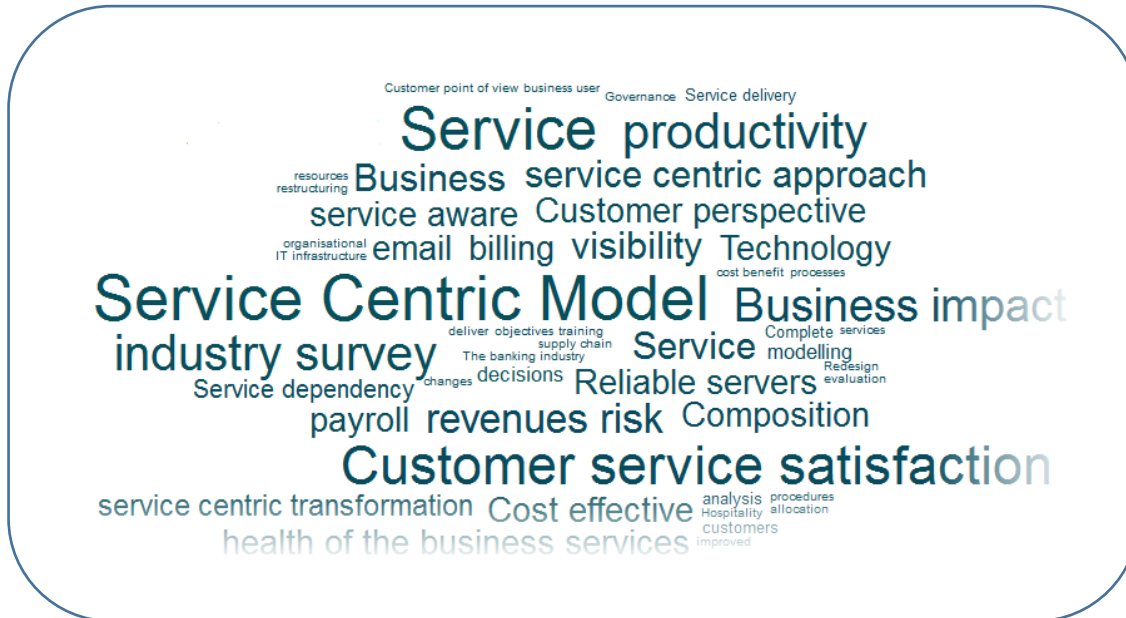 Customer point of view business user Governance Service delivery
Service productivity
resources
restructuring Business service centric approach
service aware Customer perspective
organisational
IT infrastructure email billing visibility Technology
cost benefit processes
Service Centric Model Business impact
deliver objectives training
supply chain
industry survey The banking industry Service Complete services
modelling
Service dependency changes decisions Reliable servers Redesign
evaluation
payroll revenues risk Composition
Customer service satisfaction
service centric transformation Cost effective analysis procedures
Hospitality allocation
customers
health of the business services improved